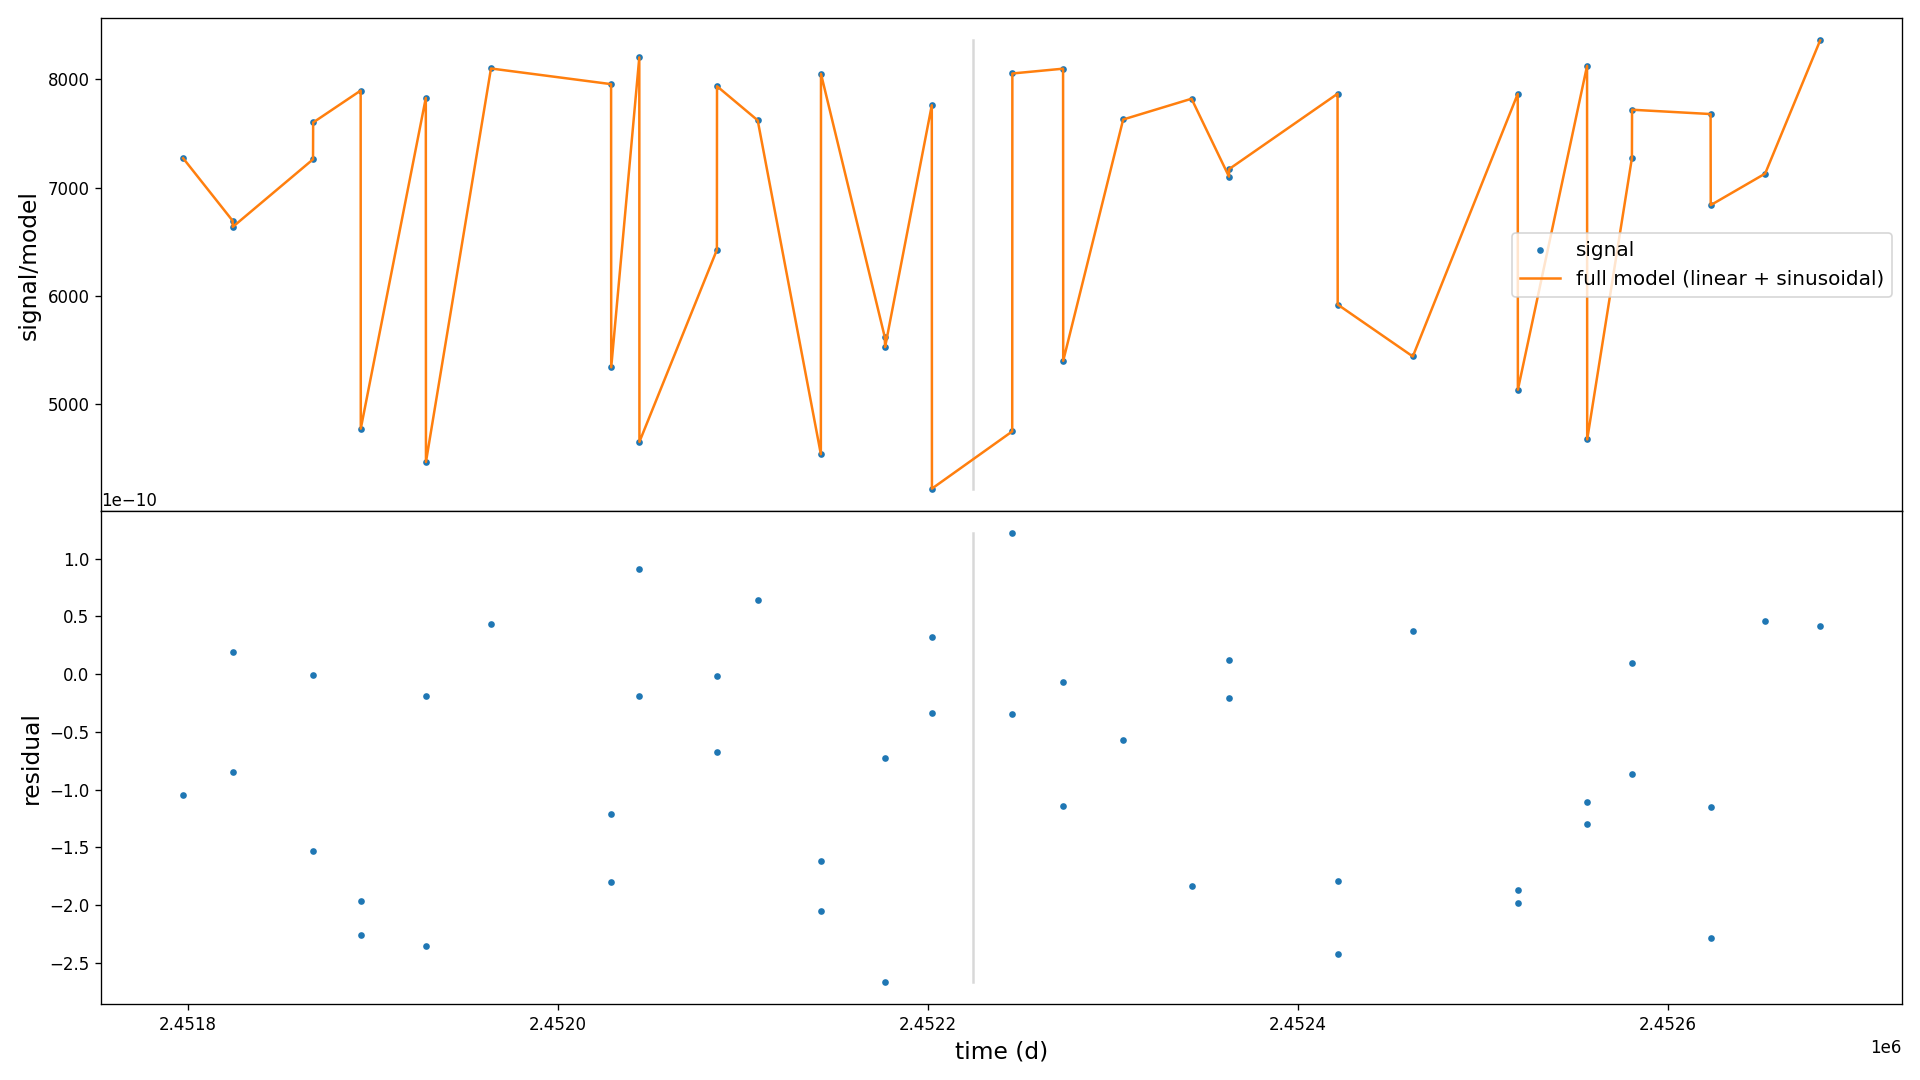 8000
7000
6000
5000
signal/model
signal
full model (linear + sinusoidal)
1e−10
1.0
0.5
0.0
−0.5
−1.0
−1.5
−2.0
−2.5
residual
2.4518
2.4520
2.4522
2.4524
2.4526
time (d)
1e6